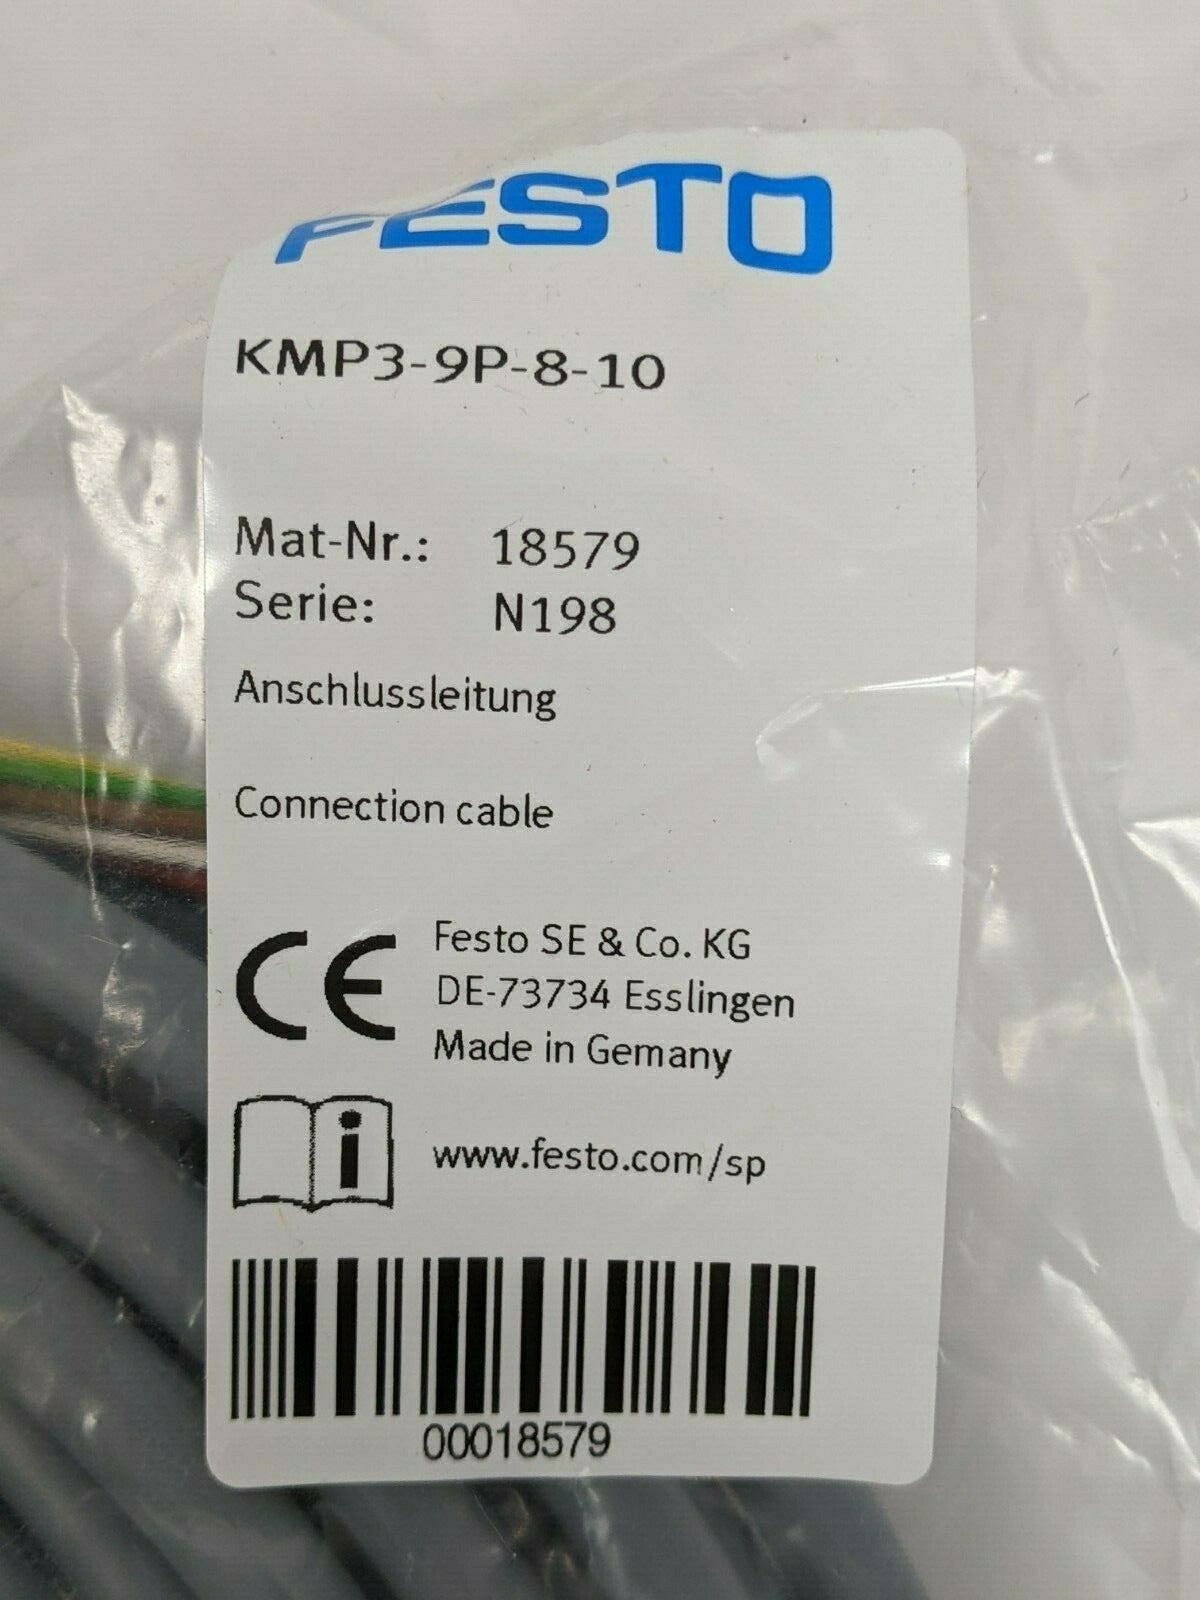 FESTO
KMP3-9P-8-10
Mat-Nr.: 18579
Serie: N198
Anschlussleitung
Connection cable
CE
Festo SE & Co. KG
DE-73734 Esslingen
Made in Gemany
i
www.festo.com/sp
00018579